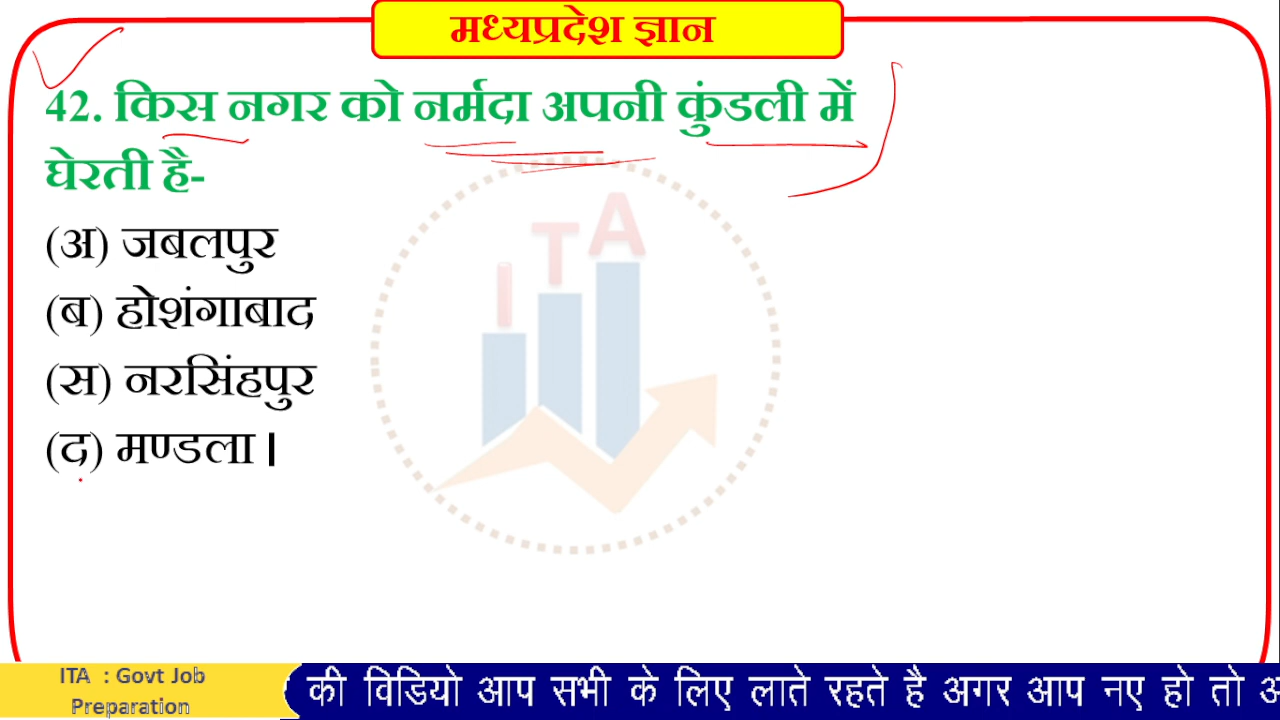 मध्यप्रदेश ज्ञान
42. किस नगर को नर्मदा अपनी कुंडली में
घेरती है-
I T A
(अ) जबलपुर
(ब) होशंगाबाद
(स) नरसिंहपुर
(द) मण्डला ।
ITA : Govt Job
Preparation
की विडियो आप सभी के लिए लाते रहते है अगर आप नए हो तो